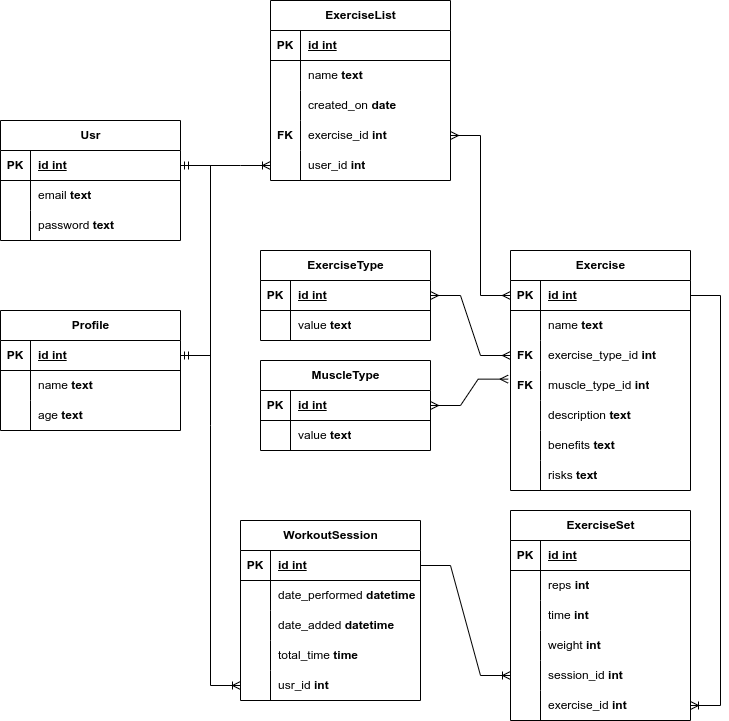 ExerciseList
PK id int
name text
created_on date
FK exercise_id int
user_id int
Usr
PK id int
email text
password text
ExerciseType
PK id int
value text
Exercise
PK id int
name text
FK exercise_type_id int
FK muscle_type_id int
description text
benefits text
risks text
Profile
PK id int
name text
age text
MuscleType
PK id int
value text
WorkoutSession
PK id int
date_performed datetime
date_added datetime
total_time time
usr_id int
ExerciseSet
PK id int
reps int
time int
weight int
session_id int
exercise_id int